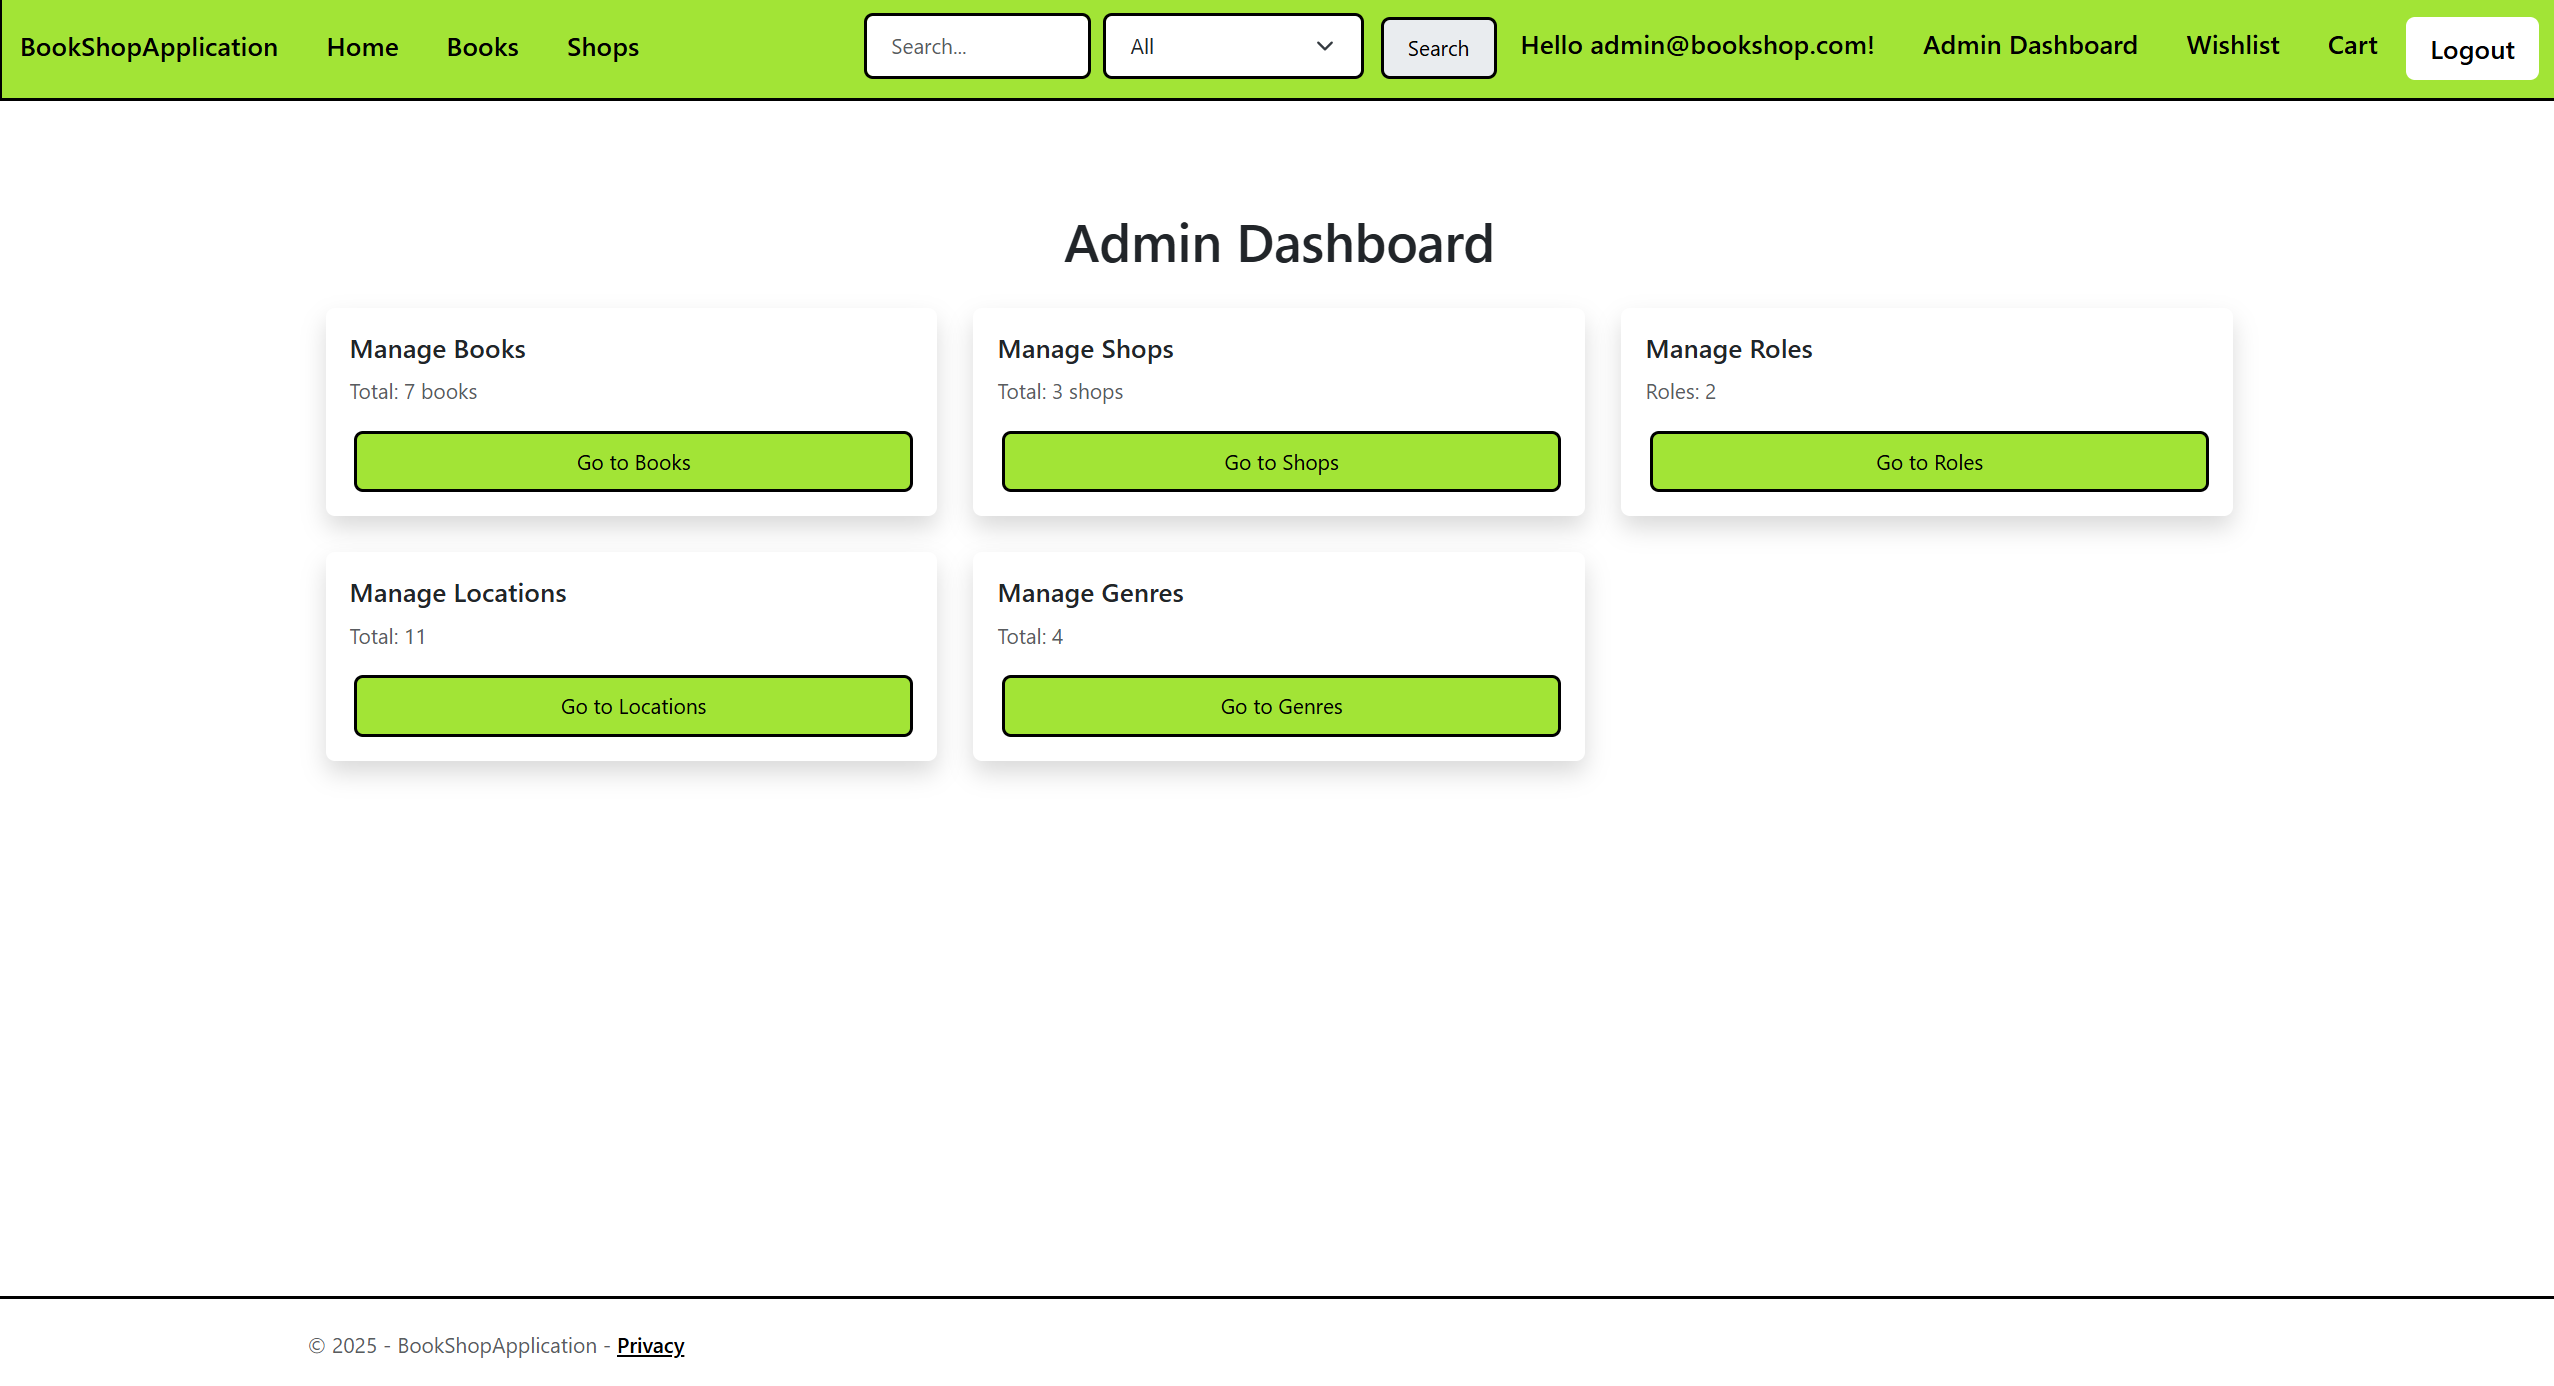 BookShopApplication Home Books Shops Search... All Search Hello admin@bookshop.com! Admin Dashboard Wishlist Cart Logout
Admin Dashboard
Manage Books
Total: 7 books
Go to Books
Manage Shops
Total: 3 shops
Go to Shops
Manage Roles
Roles: 2
Go to Roles
Manage Locations
Total: 11
Go to Locations
Manage Genres
Total: 4
Go to Genres
© 2025 - BookShopApplication - Privacy